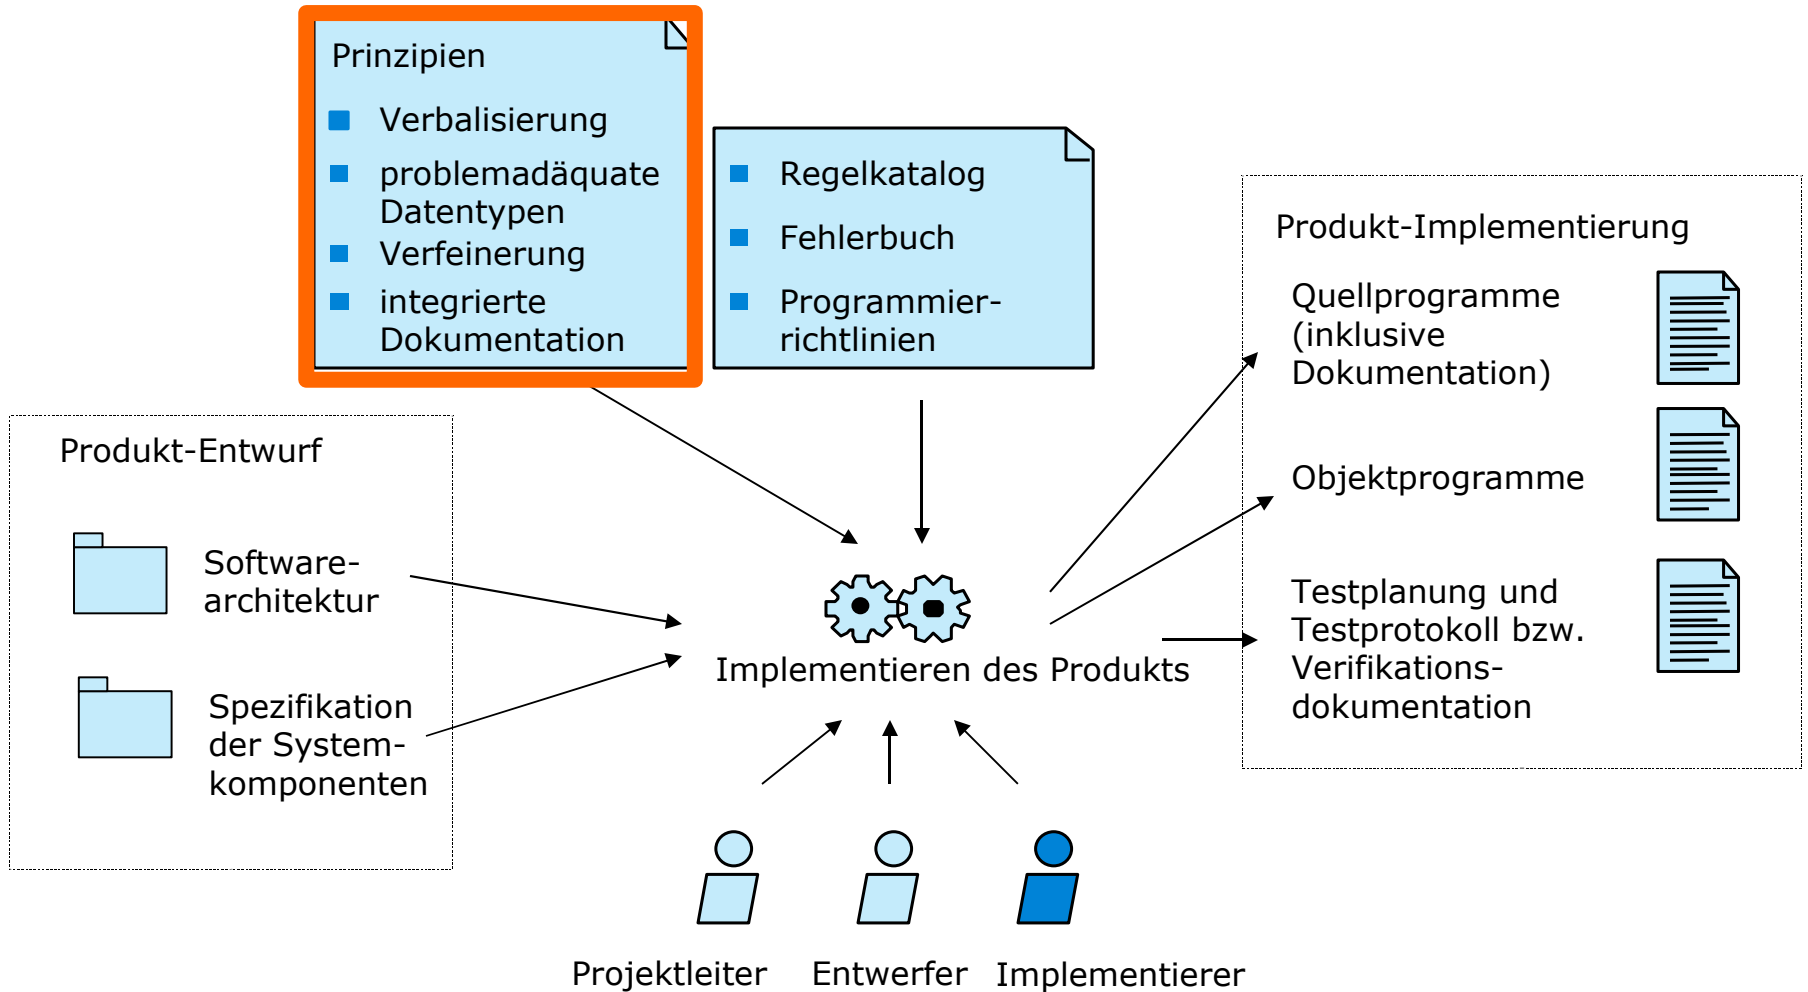 Prinzipien
Verbalisierung
problemadäquate
Datentypen
Verfeinerung
integrierte
Dokumentation
Regelkatalog
Fehlerbuch
Programmier-
richtlinien
Produkt-Entwurf
Software-
architektur
Spezifikation
der System-
komponenten
Implementieren des Produkts
Produkt-Implementierung
Quellprogramme
(inklusive
Dokumentation)
Objektprogramme
Testplanung und
Testprotokoll bzw.
Verifikations-
dokumentation
Projektleiter
Entwerfer
Implementierer